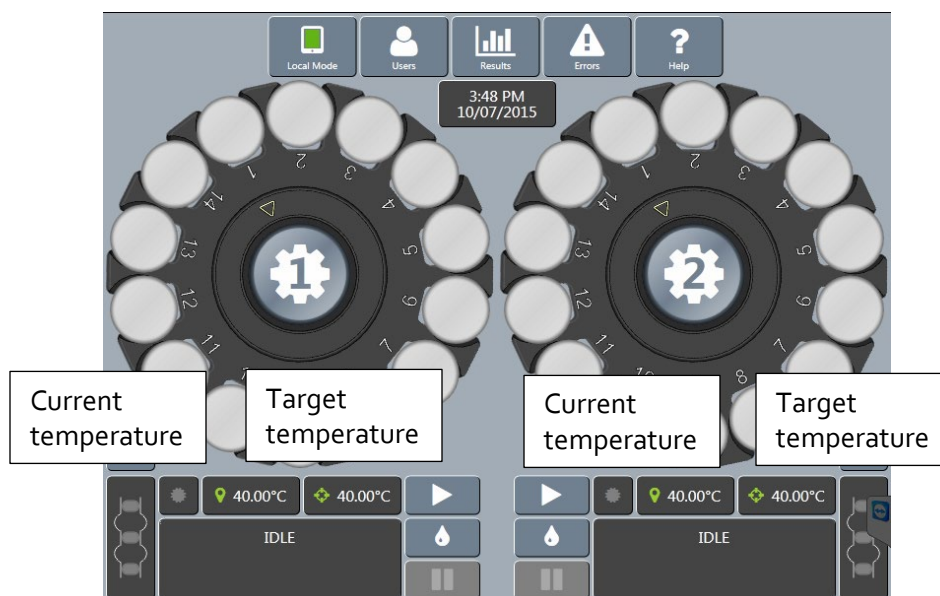 Local Mode
Users
Results
Errors
Help
3:48 PM
10/07/2015
1
2
3
4
5
6
7
11
12
13
14
1
1
2
3
4
5
6
7
8
11
12
13
14
2
Current
temperature
Target
temperature
Current
temperature
Target
temperature
40.00°C
40.00°C
IDLE
40.00°C
40.00°C
IDLE